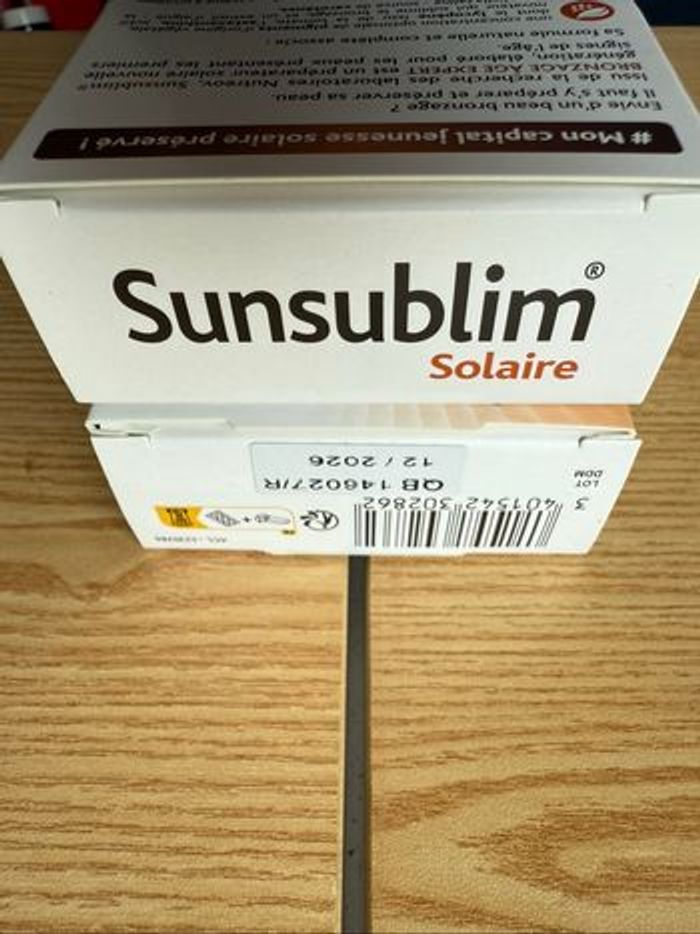 # Mon capital jeunesse solaire préservé !
Envie d'un beau bronzage ?
Il faut s'y préparer et préserver sa peau.
Issu de la recherche des laboratoires Nutreov, Sunsublim®
BRONZAGE ÂGE EXPERT est un préparateur solaire nouvelle
génération, élaboré pour les peaux présentant les premiers
signes de l'âge.
Sa formule naturelle et complète associe :
Sunsublim®
Solaire
LOT
DDM
QB 146027/R
12 / 2026
3 401542 302862